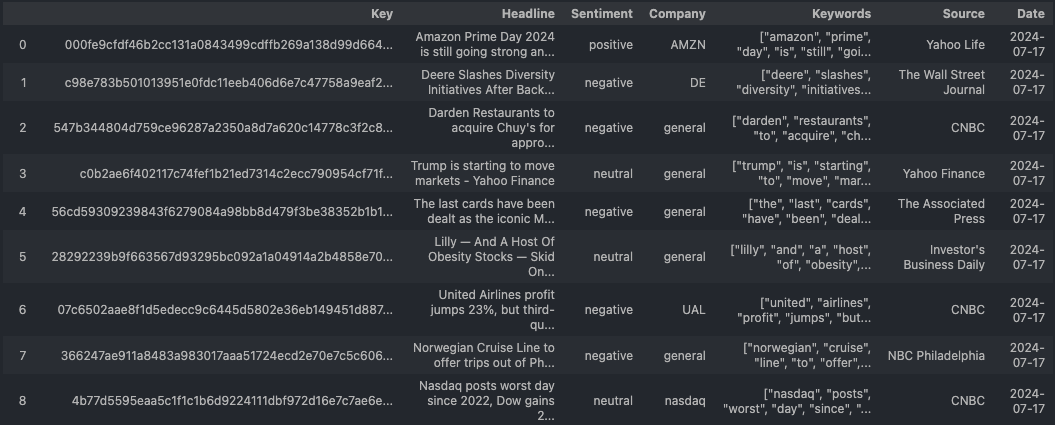 Key Headline Sentiment Company Keywords Source Date
0 000fe9cfdf46b2cc131a0843499cdffb269a138d99d664... Amazon Prime Day 2024 positive AMZN ["amazon", "prime", Yahoo Life 2024-
is still going strong an... "day", "is", "still", "goi... 07-17
1 c98e783b501013951e0fdc11eeb406d6e7c47758a9eaf2... Deere Slashes Diversity negative DE ["deere", "slashes", The Wall Street 2024-
Initiatives After Back... "diversity", "initiatives... Journal 07-17
Darden Restaurants to
2 547b344804d759ce96287a2350a8d7a620c14778c3f2c8... acquire Chuy's for negative general ["darden", "restaurants", CNBC 2024-
appro... "to", "acquire", "ch... 07-17
3 c0b2ae6f402117c74fef1b21ed7314c2ecc790954cf71f... Trump is starting to move neutral general ["trump", "is", "starting", Yahoo Finance 2024-
markets - Yahoo Finance "to", "move", "mar... 07-17
4 56cd59309239843f6279084a98bb8d479f3be38352b1b1... The last cards have been negative general ["the", "last", "cards", The Associated 2024-
dealt as the iconic M... "have", "been", "deal... Press 07-17
Lilly — And A Host Of
5 28292239b9f663567d93295bc092a1a04914a2b4858e70... Obesity Stocks — Skid neutral general ["lilly", "and", "a", "host", Investor's 2024-
On... "of", "obesity",... Business Daily 07-17
United Airlines profit
6 07c6502aae8f1d5edecc9c6445d5802e36eb149451d887... jumps 23%, but third- negative UAL ["united", "airlines", CNBC 2024-
qu... "profit", "jumps", "but... 07-17
7 366247ae911a8483a983017aaa51724ecd2e70e7c5c606... Norwegian Cruise Line to negative general ["norwegian", "cruise", NBC Philadelphia 2024-
offer trips out of Ph... "line", "to", "offer",... 07-17
Nasdaq posts worst day
8 4b77d5595eaa5c1f1c1b6d9224111dbf972d16e7c7ae6e... since 2022, Dow gains neutral nasdaq ["nasdaq", "posts", CNBC 2024-
2... "worst", "day", "since", "... 07-17